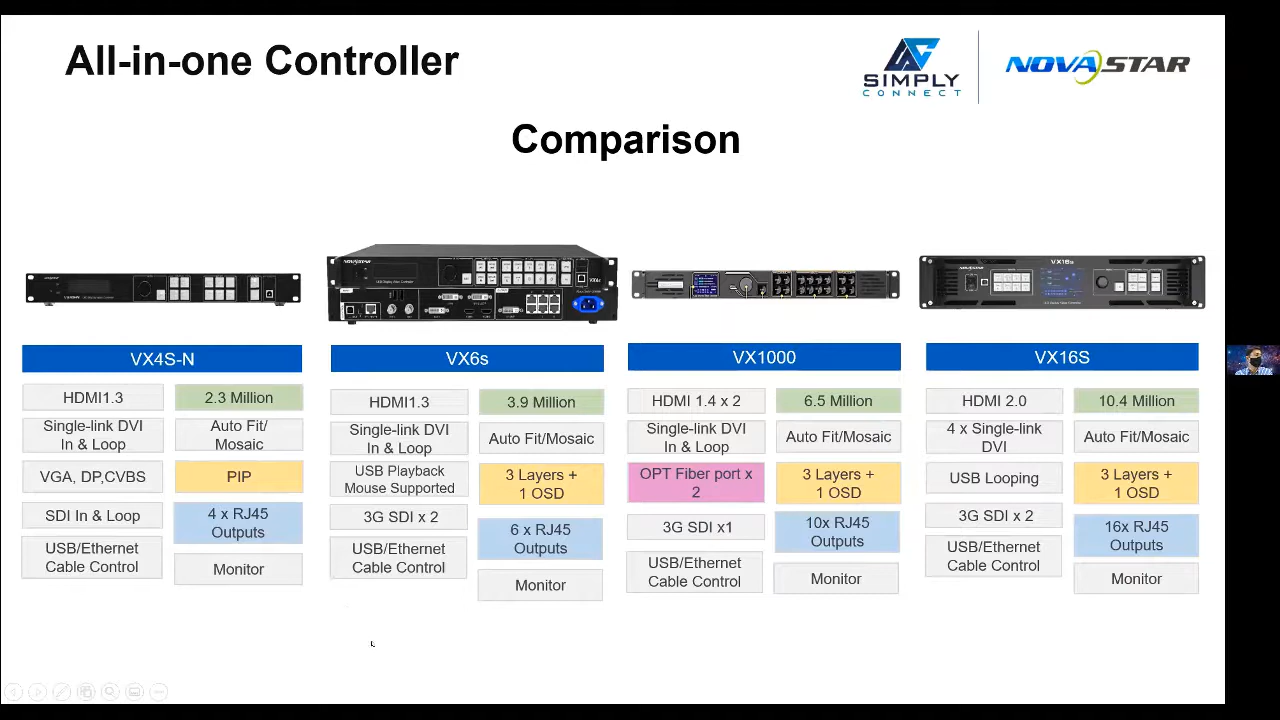 All-in-one Controller
SIMPLY
CONNECT
NOVASTAR
Comparison
NOVASTAR
VX6s
VX16s
VX4S-N
HDMI1.3
2.3 Million
Single-link DVI
In & Loop
Auto Fit/
Mosaic
VGA, DP,CVBS
PIP
SDI In & Loop
4 x RJ45
Outputs
USB/Ethernet
Cable Control
Monitor
VX6s
HDMI1.3
3.9 Million
Single-link DVI
In & Loop
Auto Fit/Mosaic
USB Playback
Mouse Supported
3 Layers +
1 OSD
3G SDI x 2
6 x RJ45
Outputs
USB/Ethernet
Cable Control
Monitor
VX1000
HDMI 1.4 x 2
6.5 Million
Single-link DVI
In & Loop
Auto Fit/Mosaic
OPT Fiber port x
2
3 Layers +
1 OSD
3G SDI x1
10x RJ45
Outputs
USB/Ethernet
Cable Control
Monitor
VX16S
HDMI 2.0
10.4 Million
4 x Single-link
DVI
Auto Fit/Mosaic
USB Looping
3 Layers +
1 OSD
3G SDI x 2
16x RJ45
Outputs
USB/Ethernet
Cable Control
Monitor